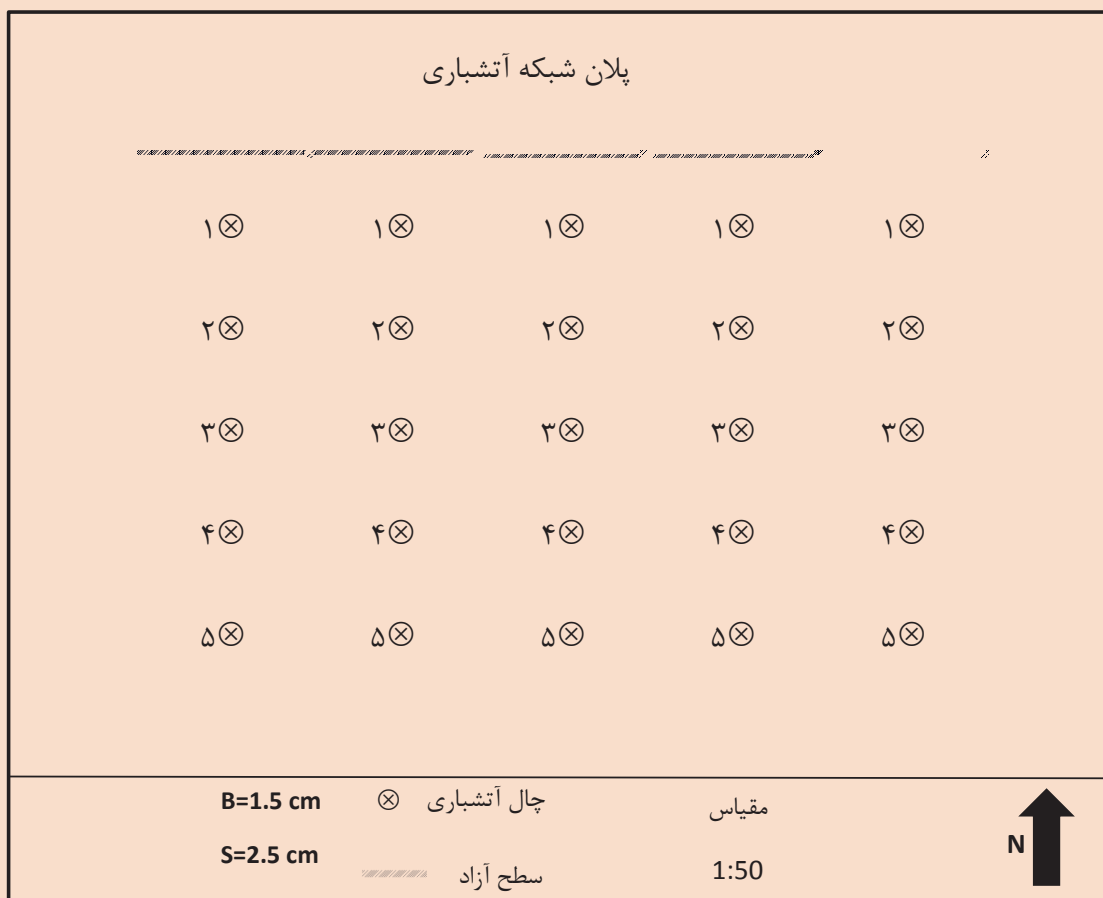 پلان شبکه آتشباری
۱⊗ ۱⊗ ۱⊗ ۱⊗ ۱⊗
۲⊗ ۲⊗ ۲⊗ ۲⊗ ۲⊗
۳⊗ ۳⊗ ۳⊗ ۳⊗ ۳⊗
۴⊗ ۴⊗ ۴⊗ ۴⊗ ۴⊗
۵⊗ ۵⊗ ۵⊗ ۵⊗ ۵⊗
N
مقیاس
1:50
چال آتشباری ⊗
سطح آزاد
B=1.5 cm
S=2.5 cm